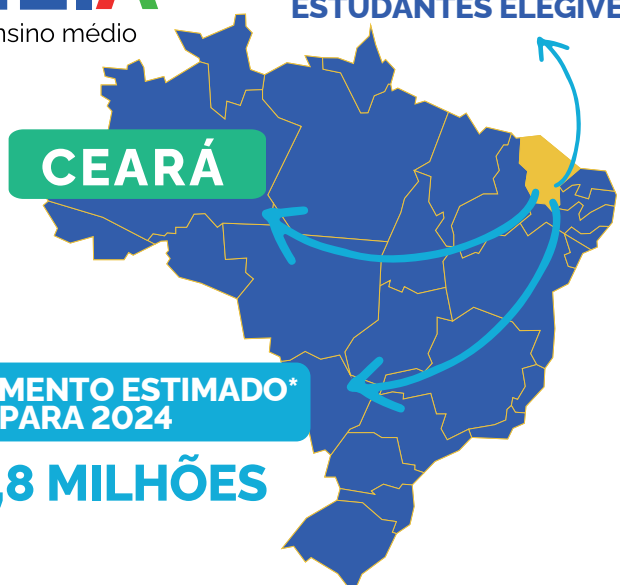 nsino médio
ESTUDANTES ELEGÍVE
CEARÁ
MENTO ESTIMADO*
PARA 2024
,8 MILHÕES